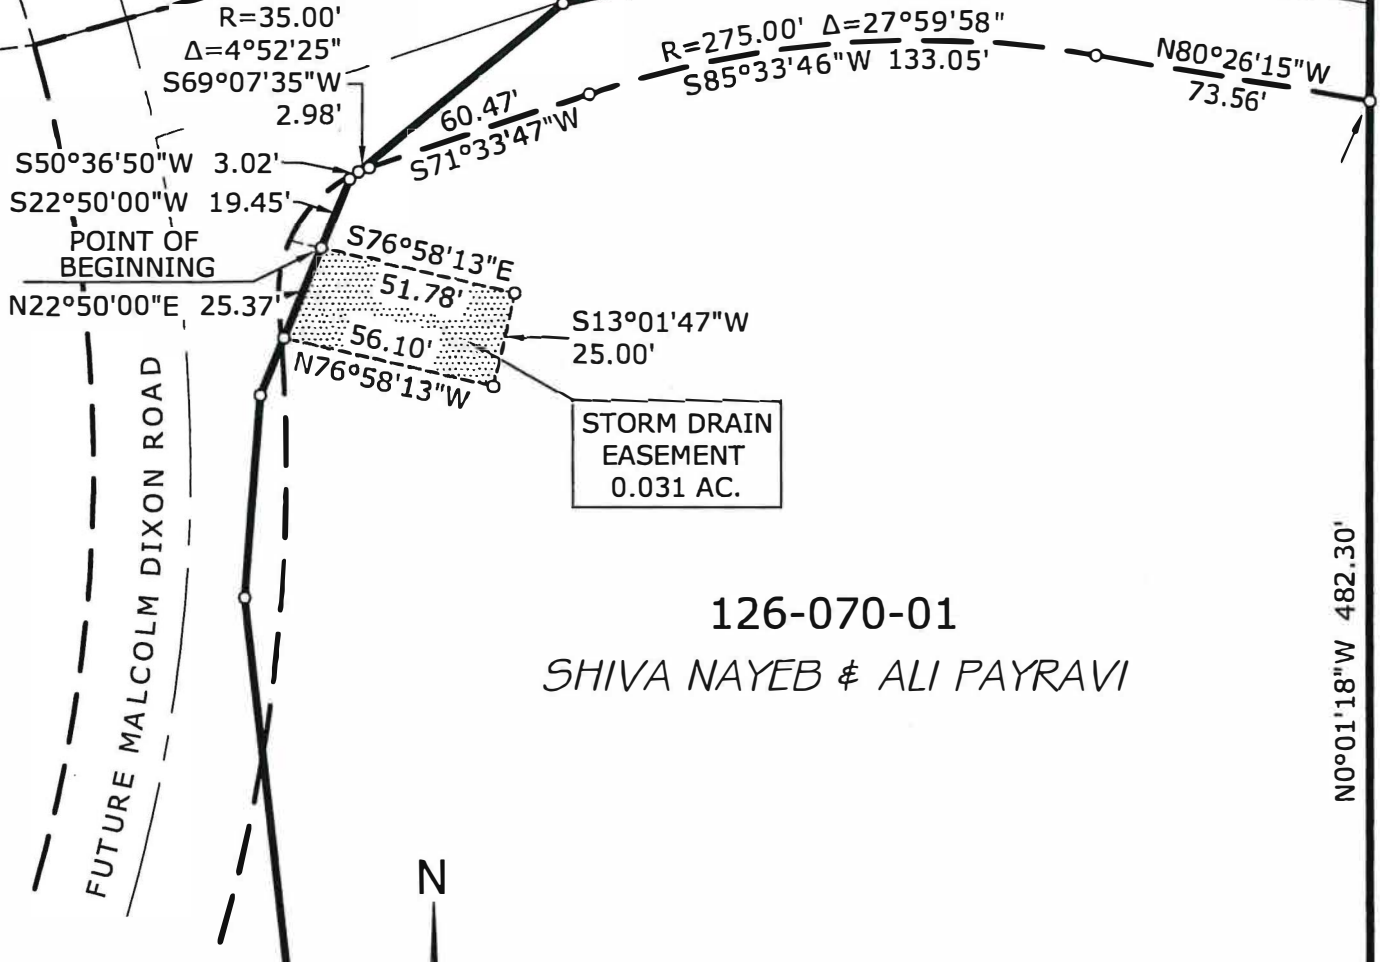 R=35.00'
Δ=4°52'25"
S69°07'35"W
2.98'
S50°36'50"W 3.02'
S22°50'00"W 19.45'
POINT OF
BEGINNING
N22°50'00"E 25.37'
60.47'
S71°33'47"W
R=275.00' Δ=27°59'58"
S85°33'46"W 133.05'
N80°26'15"W
73.56'
S76°58'13"E
51.78'
56.10'
N76°58'13"W
S13°01'47"W
25.00'
STORM DRAIN
EASEMENT
0.031 AC.
FUTURE MALCOLM DIXON ROAD
126-070-01
SHIVA NAYEB & ALI PAYRAVI
N0°01'18"W 482.30'
N